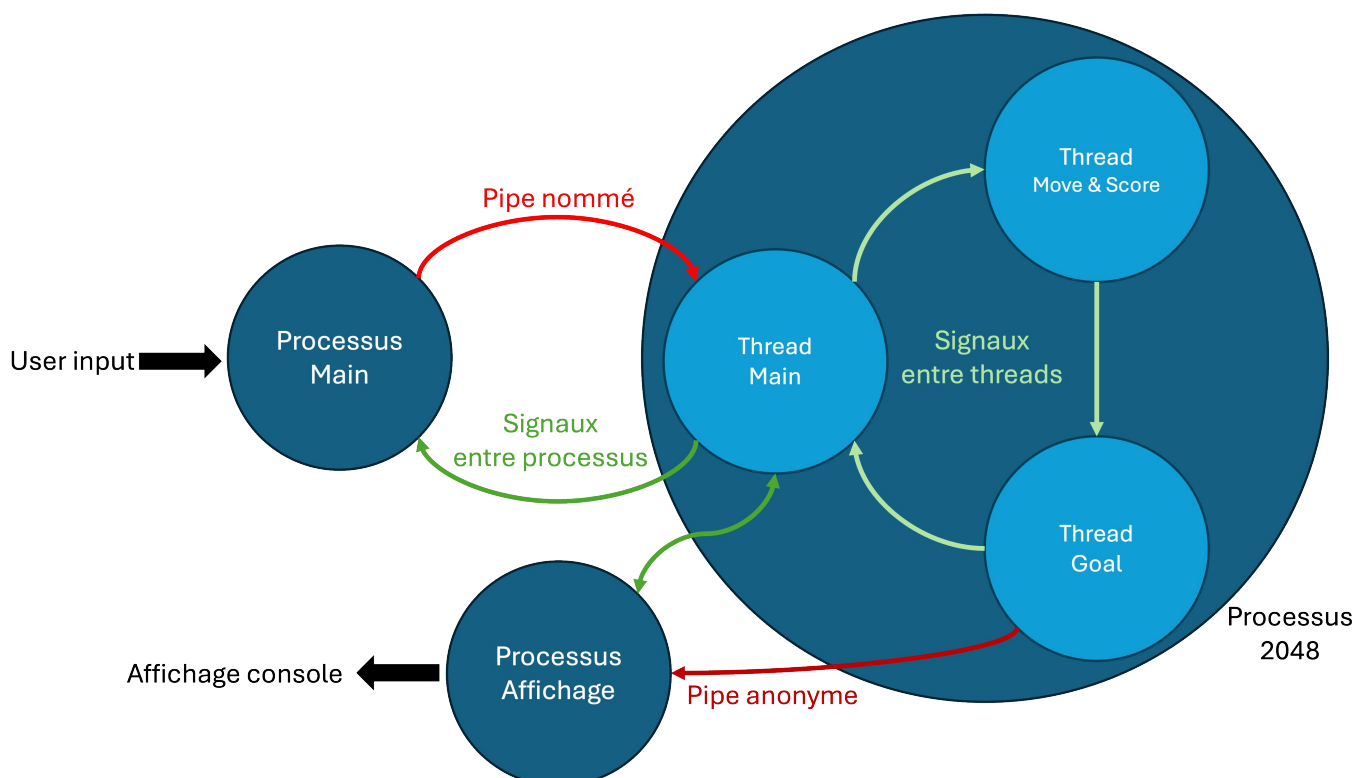 Thread
Move & Score
Pipe nommé
Processus
Main
User input
Thread
Main
Signaux
entre threads
Signaux
entre processus
Thread
Goal
Processus
2048
Processus
Affichage
Affichage console
Pipe anonyme